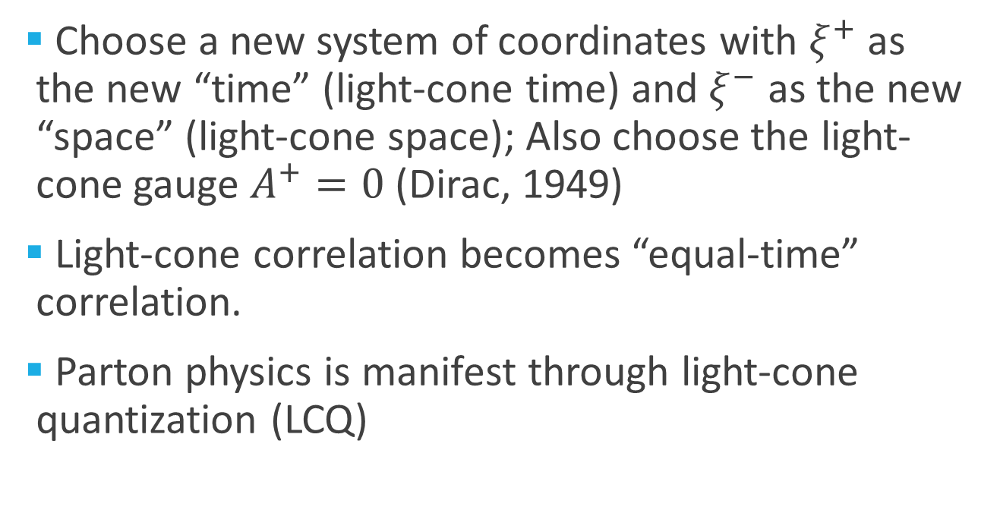 ▪ Choose a new system of coordinates with ξ⁺ as
the new “time” (light-cone time) and ξ⁻ as the new
“space” (light-cone space); Also choose the light-
cone gauge A⁺ = 0 (Dirac, 1949)
▪ Light-cone correlation becomes “equal-time”
correlation.
▪ Parton physics is manifest through light-cone
quantization (LCQ)